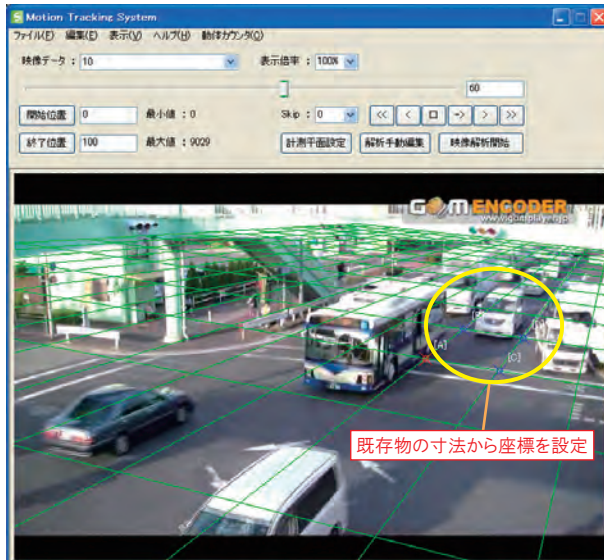 Motion Tracking System
ファイル(F) 編集(E) 表示(V) ヘルプ(H) 動体カウンタ(C)
映像データ : 10 表示倍率 : 100%
60
開始位置 0 最小値 : 0 Skip : 0 << < □ -> > >>
終了位置 100 最大値 : 9029 計測平面設定 解析手動編集 映像解析開始
GOM ENCODER
www.gomplayer.jp
[A]
[C]
既存物の寸法から座標を設定